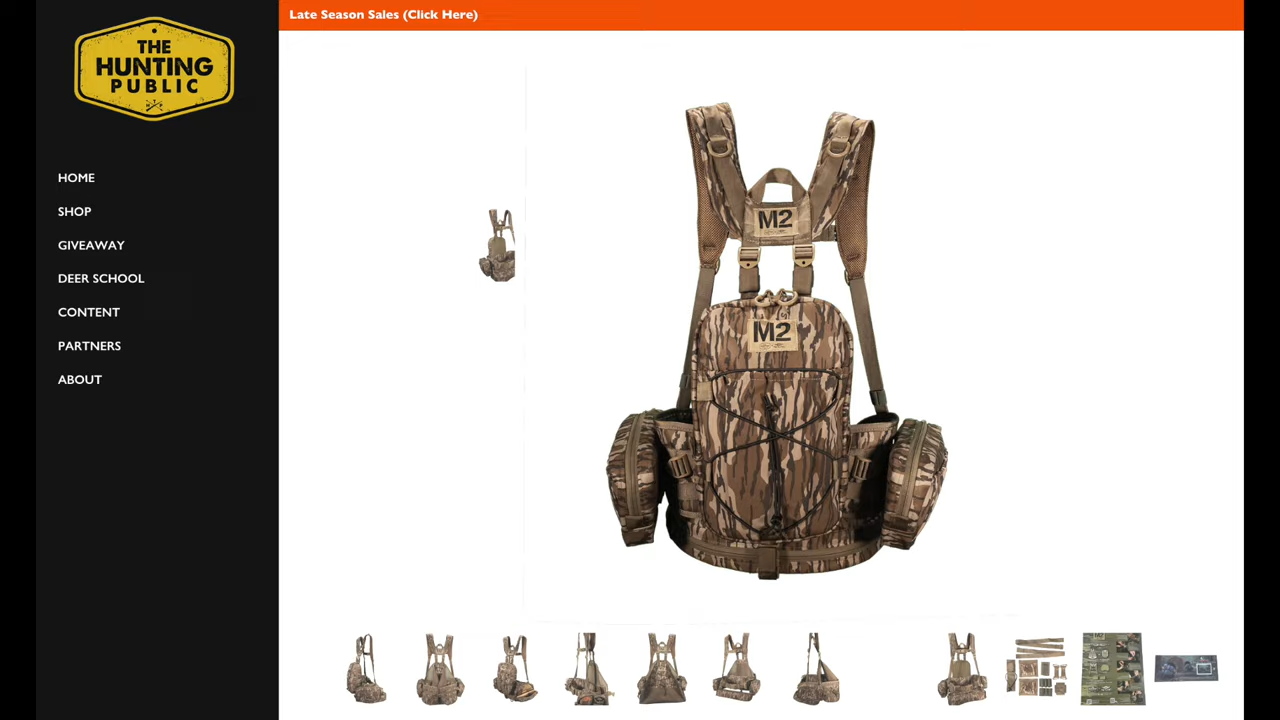 Late Season Sales (Click Here)
THE
HUNTING
PUBLIC
HOME
SHOP
GIVEAWAY
DEER SCHOOL
CONTENT
PARTNERS
ABOUT
M2
M2